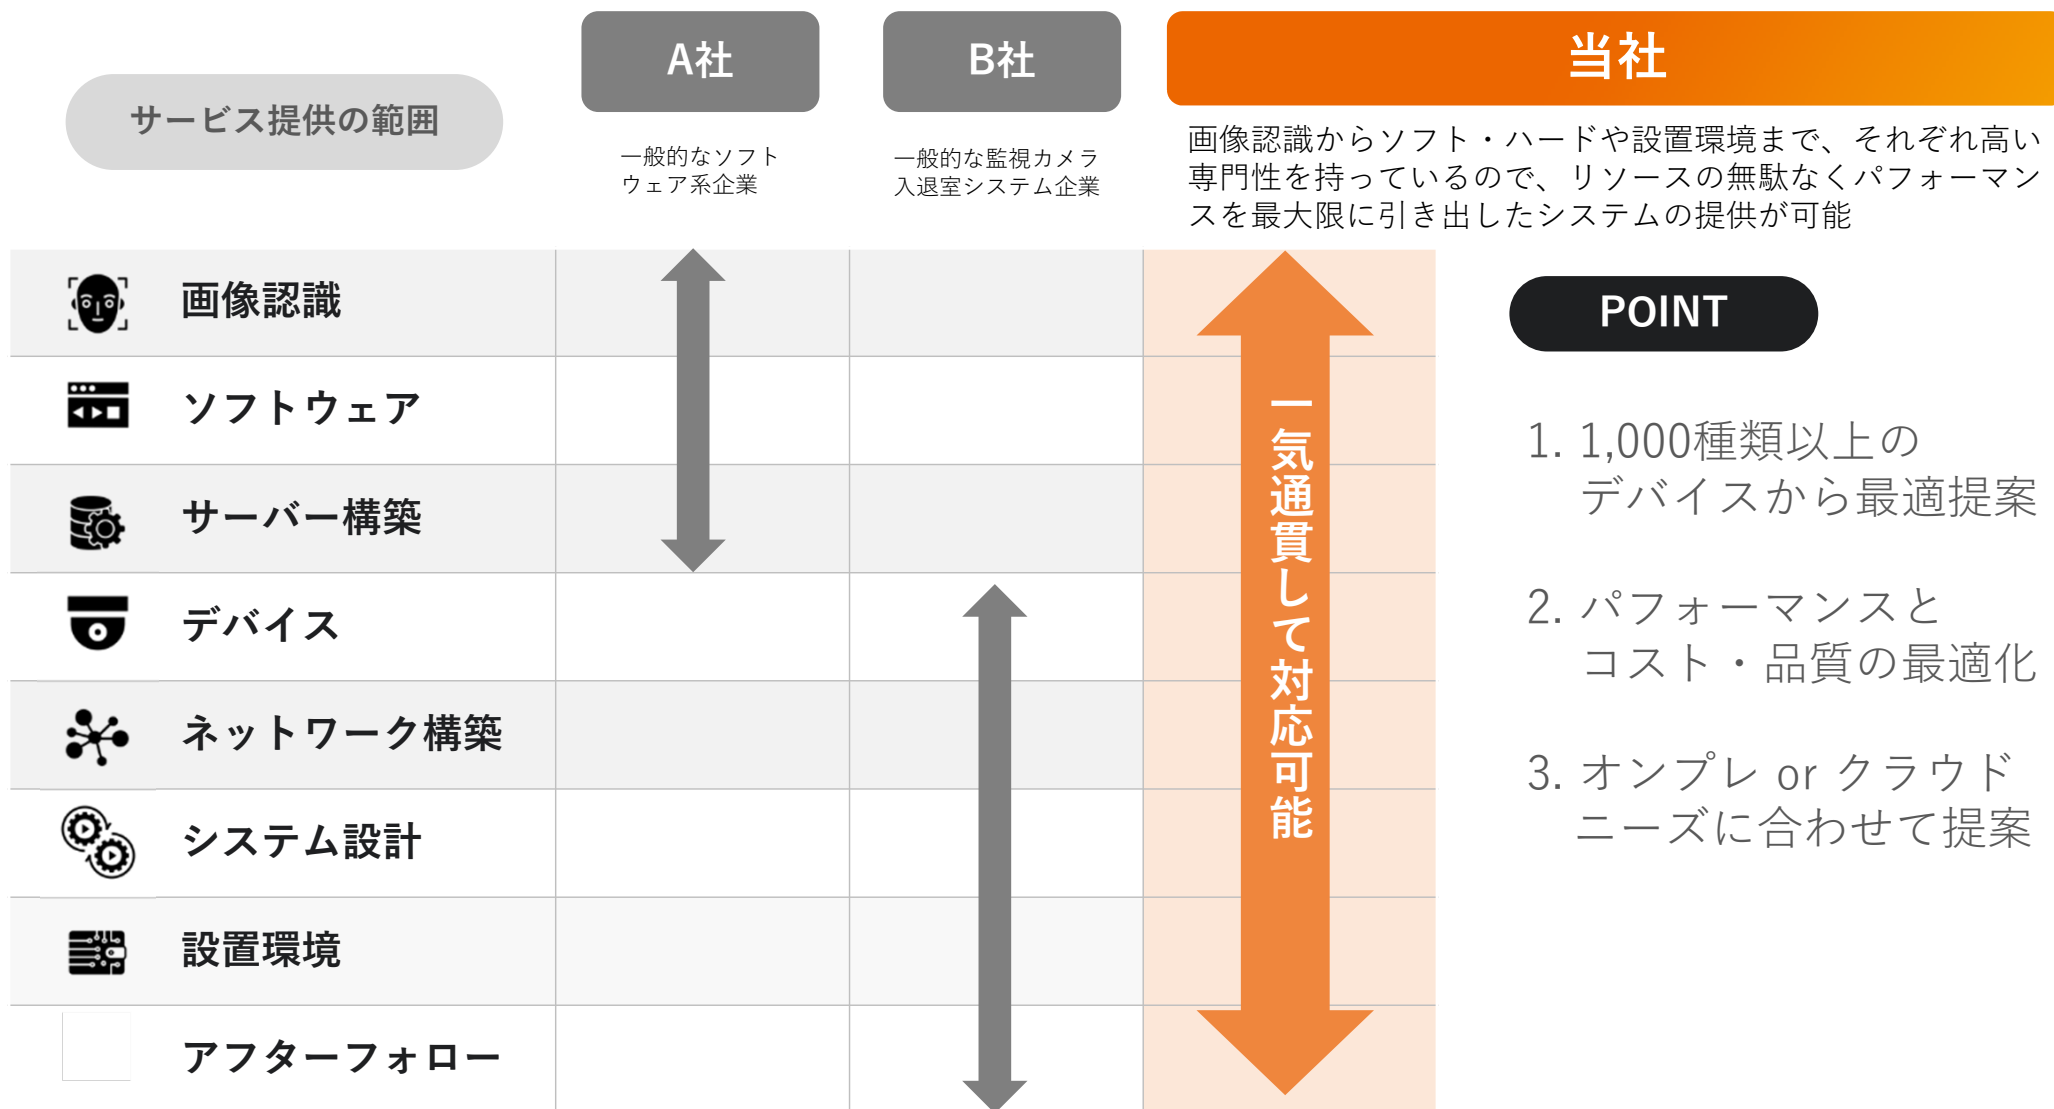 サービス提供の範囲
A社
一般的なソフト
ウェア系企業
B社
一般的な監視カメラ
入退室システム企業
当社
画像認識からソフト・ハードや設置環境まで、それぞれ高い
専門性を持っているので、リソースの無駄なくパフォーマン
スを最大限に引き出したシステムの提供が可能
画像認識
ソフトウェア
サーバー構築
デバイス
ネットワーク構築
システム設計
設置環境
アフターフォロー
一気通貫して対応可能
POINT
1. 1,000種類以上の
デバイスから最適提案
2. パフォーマンスと
コスト・品質の最適化
3. オンプレ or クラウド
ニーズに合わせて提案